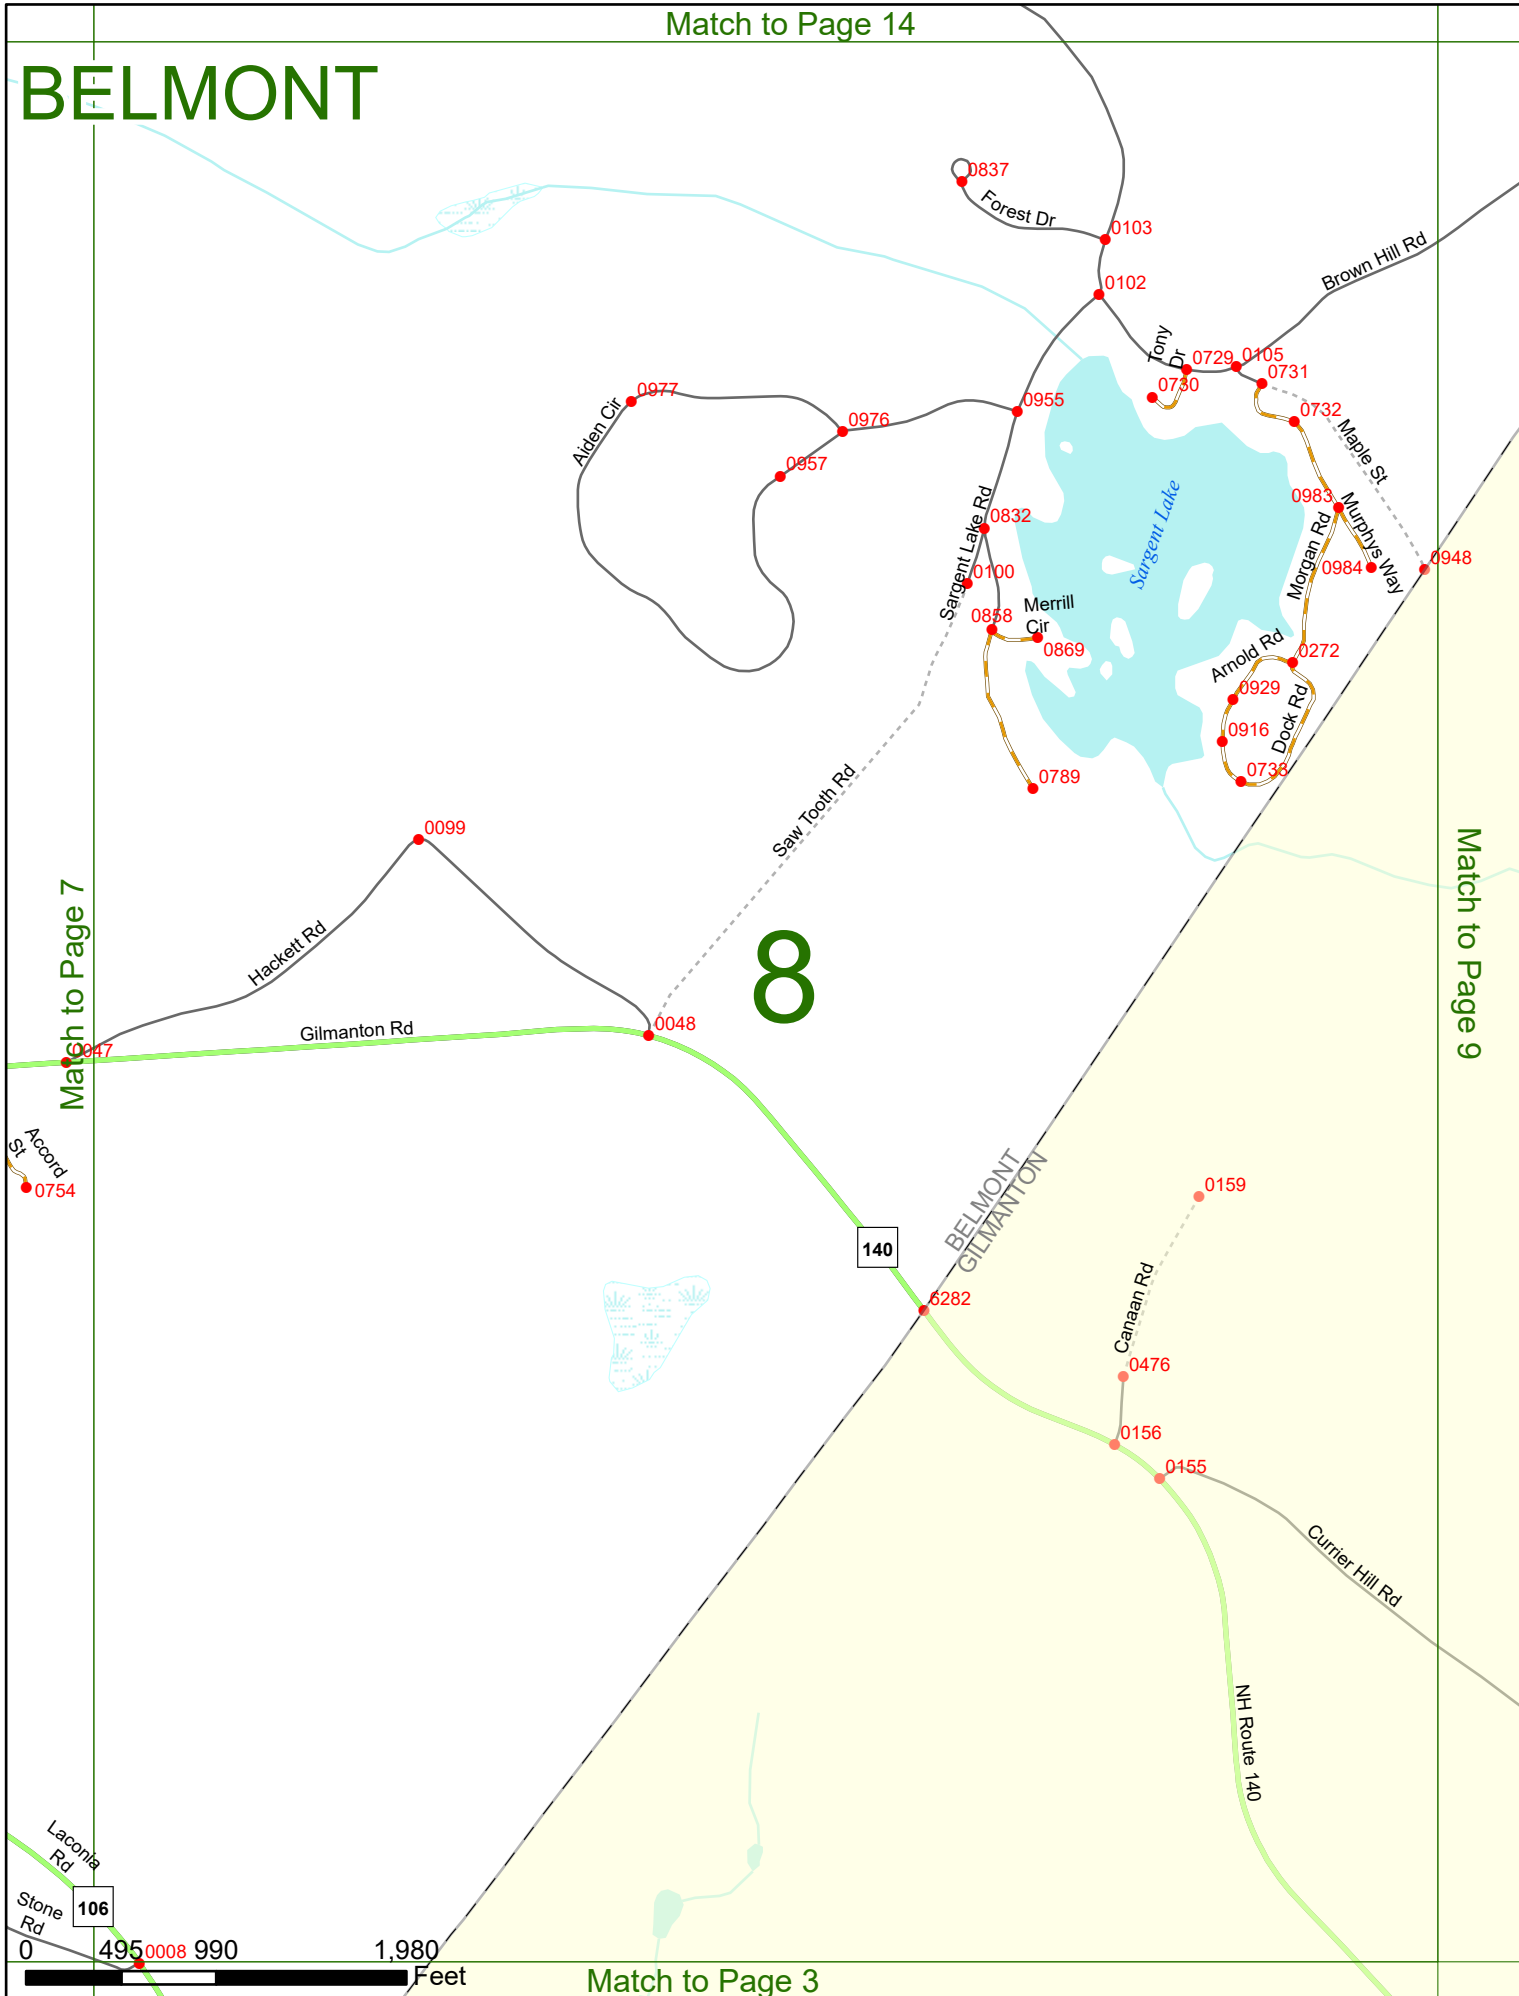 Match to Page 14
BELMONT
0837
Forest Dr
0103
Brown Hill Rd
0102
Tony
Dr
0729
0105
0731
0730
0977
0955
0732
0976
Aiden Cir
Maple St
0957
Sargent Lake
0983
Murphys Way
0832
Morgan Rd
Sargent Lake Rd
0984
0948
0100
Merrill
Cir
0858
0869
Arnold Rd
0272
0929
Dock Rd
0916
0733
0789
Saw Tooth Rd
0099
Match to Page 7
Match to Page 9
Hackett Rd
8
Gilmanton Rd
0048
0047
Accord
St
0754
BELMONT
GILMANTON
0159
140
6282
Canaan Rd
0476
0156
0155
Currier Hill Rd
NH Route 140
Laconia
Rd
106
Stone
Rd
0008
0 495 990 1,980
Feet
Match to Page 3